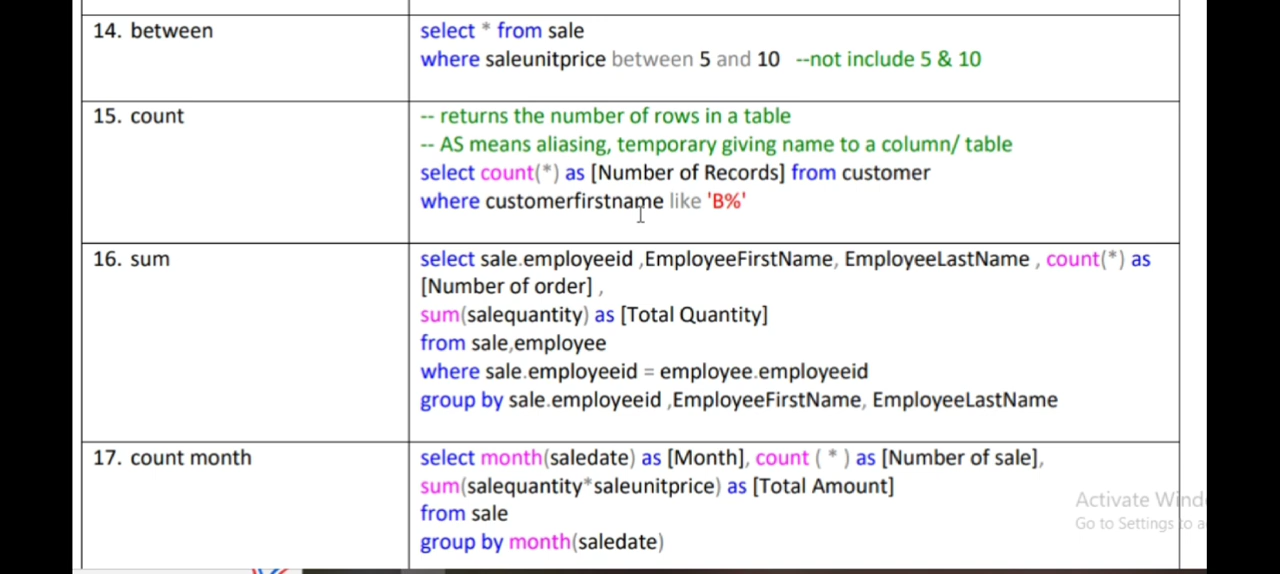 14. between
select * from sale
where saleunitprice between 5 and 10 --not include 5 & 10
15. count
-- returns the number of rows in a table
-- AS means aliasing, temporary giving name to a column/ table
select count(*) as [Number of Records] from customer
where customerfirstname like 'B%'
16. sum
select sale.employeeid ,EmployeeFirstName, EmployeeLastName , count(*) as
[Number of order] ,
sum(salequantity) as [Total Quantity]
from sale,employee
where sale.employeeid = employee.employeeid
group by sale.employeeid ,EmployeeFirstName, EmployeeLastName
17. count month
select month(saledate) as [Month], count ( * ) as [Number of sale],
sum(salequantity*saleunitprice) as [Total Amount]
from sale
group by month(saledate)
Activate Wind
Go to Settings to a